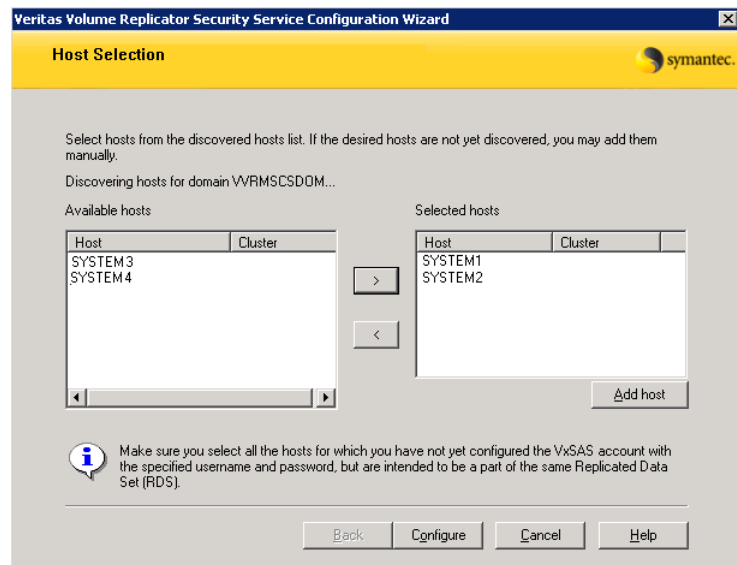 Veritas Volume Replicator Security Service Configuration Wizard
Host Selection
symantec.
Select hosts from the discovered hosts list. If the desired hosts are not yet discovered, you may add them
manually.
Discovering hosts for domain VVRMSCSDOM...
Available hosts
Selected hosts
Host Cluster
Host Cluster
SYSTEM3
SYSTEM4
SYSTEM1
SYSTEM2
>
<
Add host
Make sure you select all the hosts for which you have not yet configured the VxSAS account with
the specified username and password, but are intended to be a part of the same Replicated Data
Set (RDS).
Back Configure Cancel Help